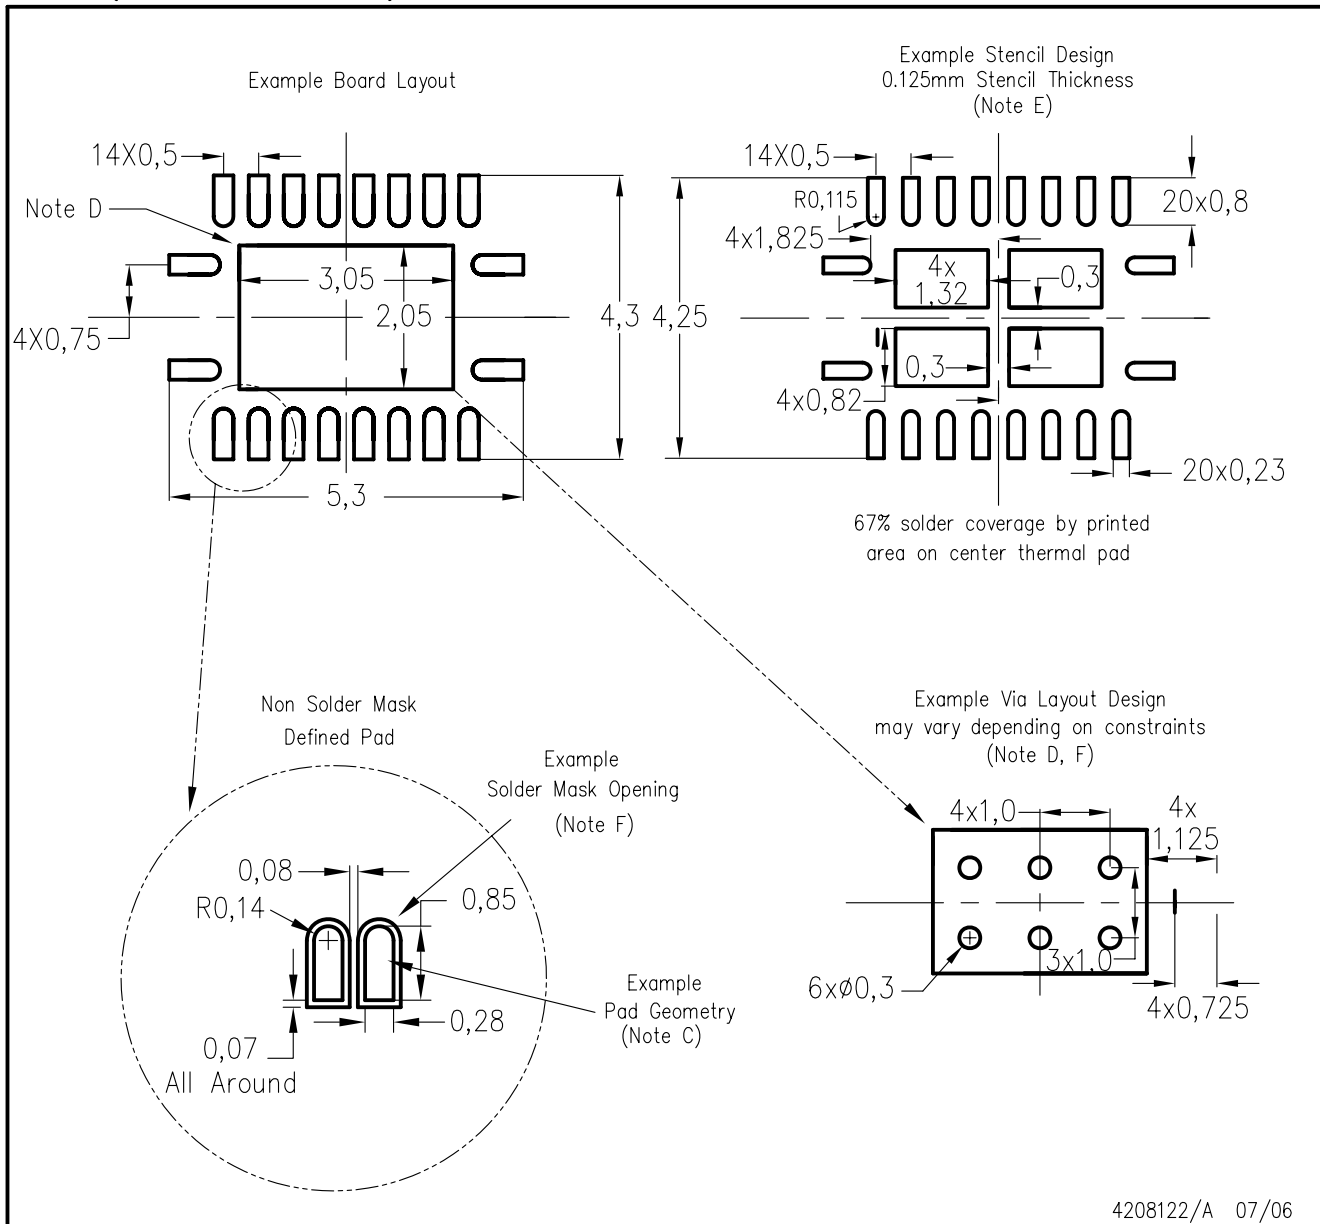 Example Board Layout
14X0,5
Note D
3,05
2,05
4X0,75
4,3
5,3
Example Stencil Design
0.125mm Stencil Thickness
(Note E)
14X0,5
R0,115
4x1,825
20x0,8
4x
1,32
0,3
4,25
0,3
4x0,82
20x0,23
67% solder coverage by printed
area on center thermal pad
Non Solder Mask
Defined Pad
Example
Solder Mask Opening
(Note F)
0,08
R0,14
0,85
0,28
0,07
All Around
Example
Pad Geometry
(Note C)
Example Via Layout Design
may vary depending on constraints
(Note D, F)
4x1,0
4x
1,125
3x1,0
6xø0,3
4x0,725
4208122/A 07/06